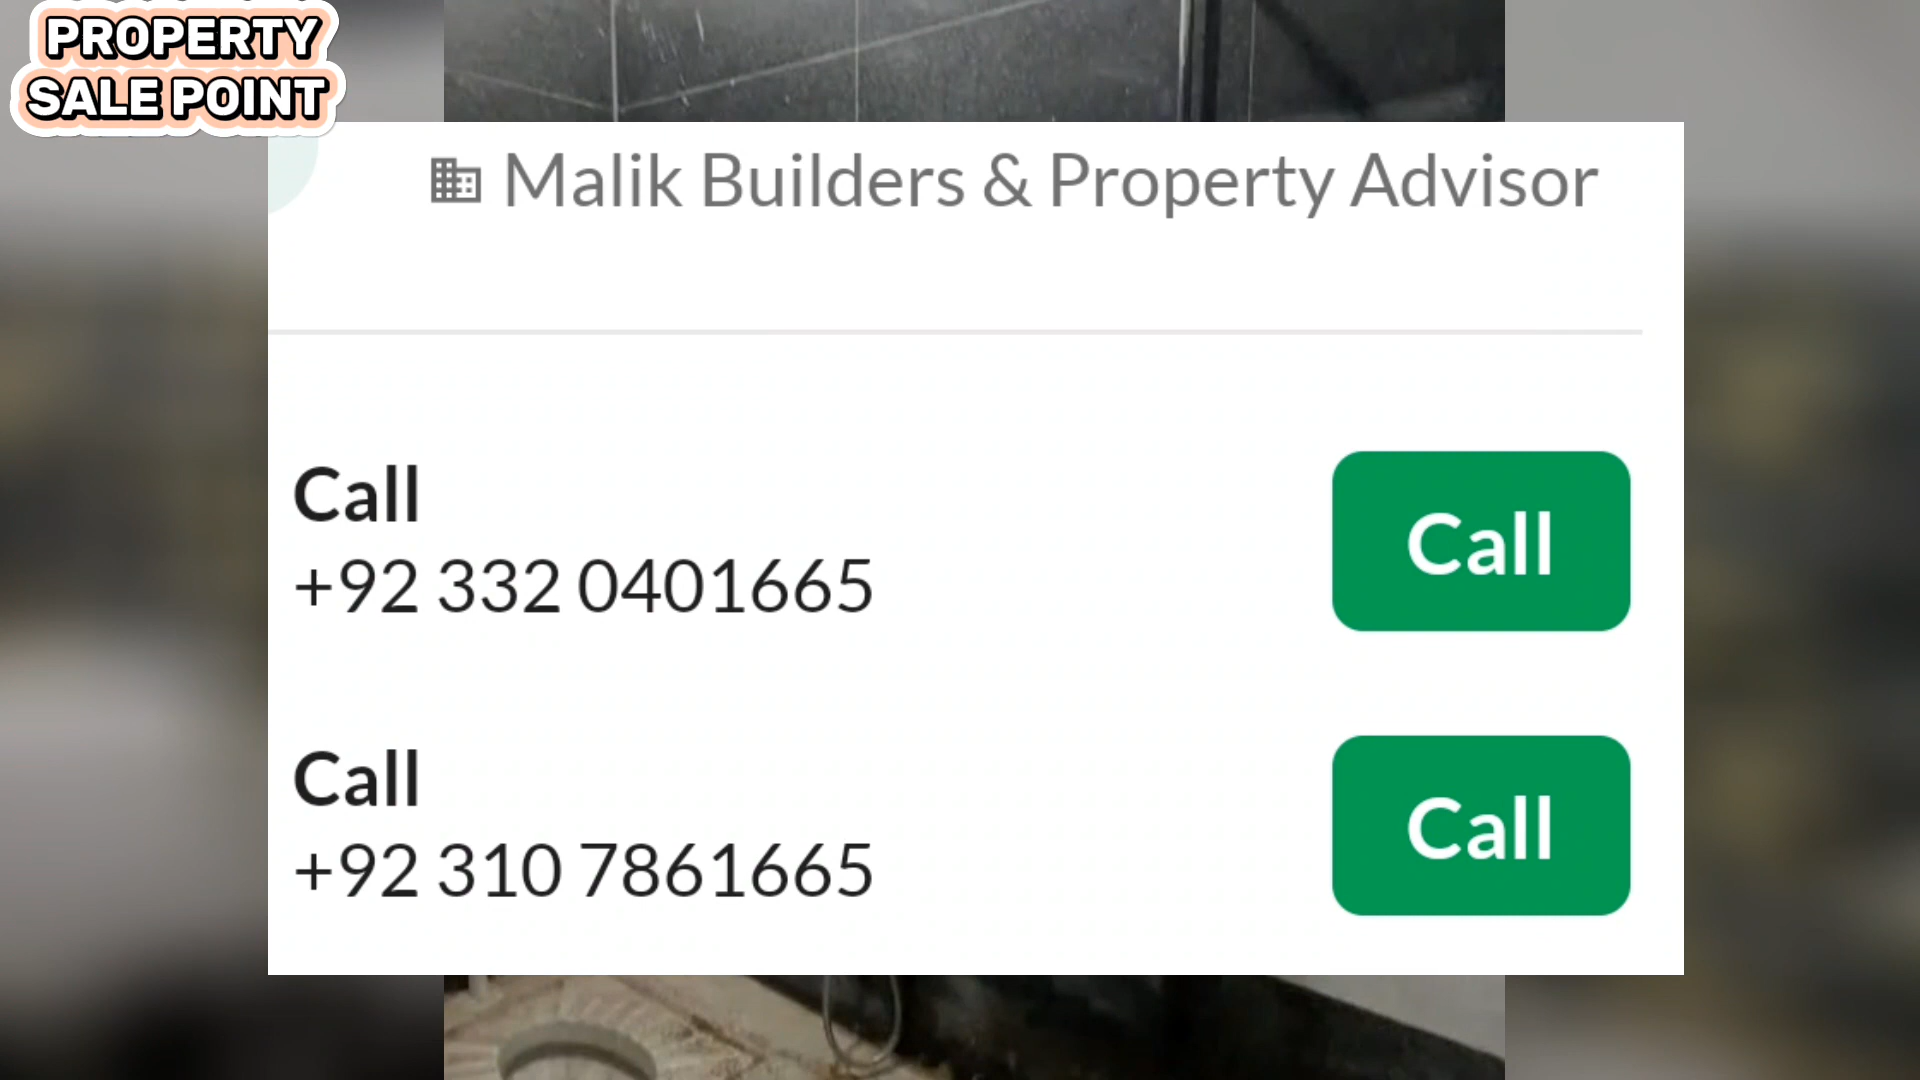 PROPERTY
SALE POINT
Malik Builders & Property Advisor
Call
+92 332 0401665
Call
Call
+92 310 7861665
Call